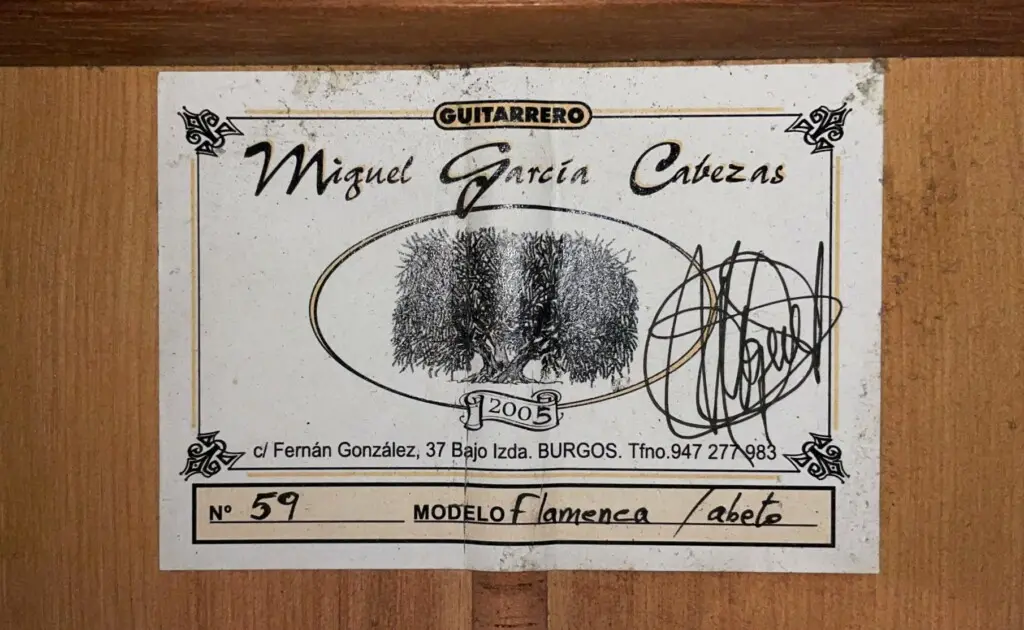 GUITARRERO
Miguel García Cabezas
Miguel
2005
c/ Fernán González, 37 Bajo Izda. BURGOS. Tfno.947 277 983
Nº 59 MODELO Flamenca / abeto